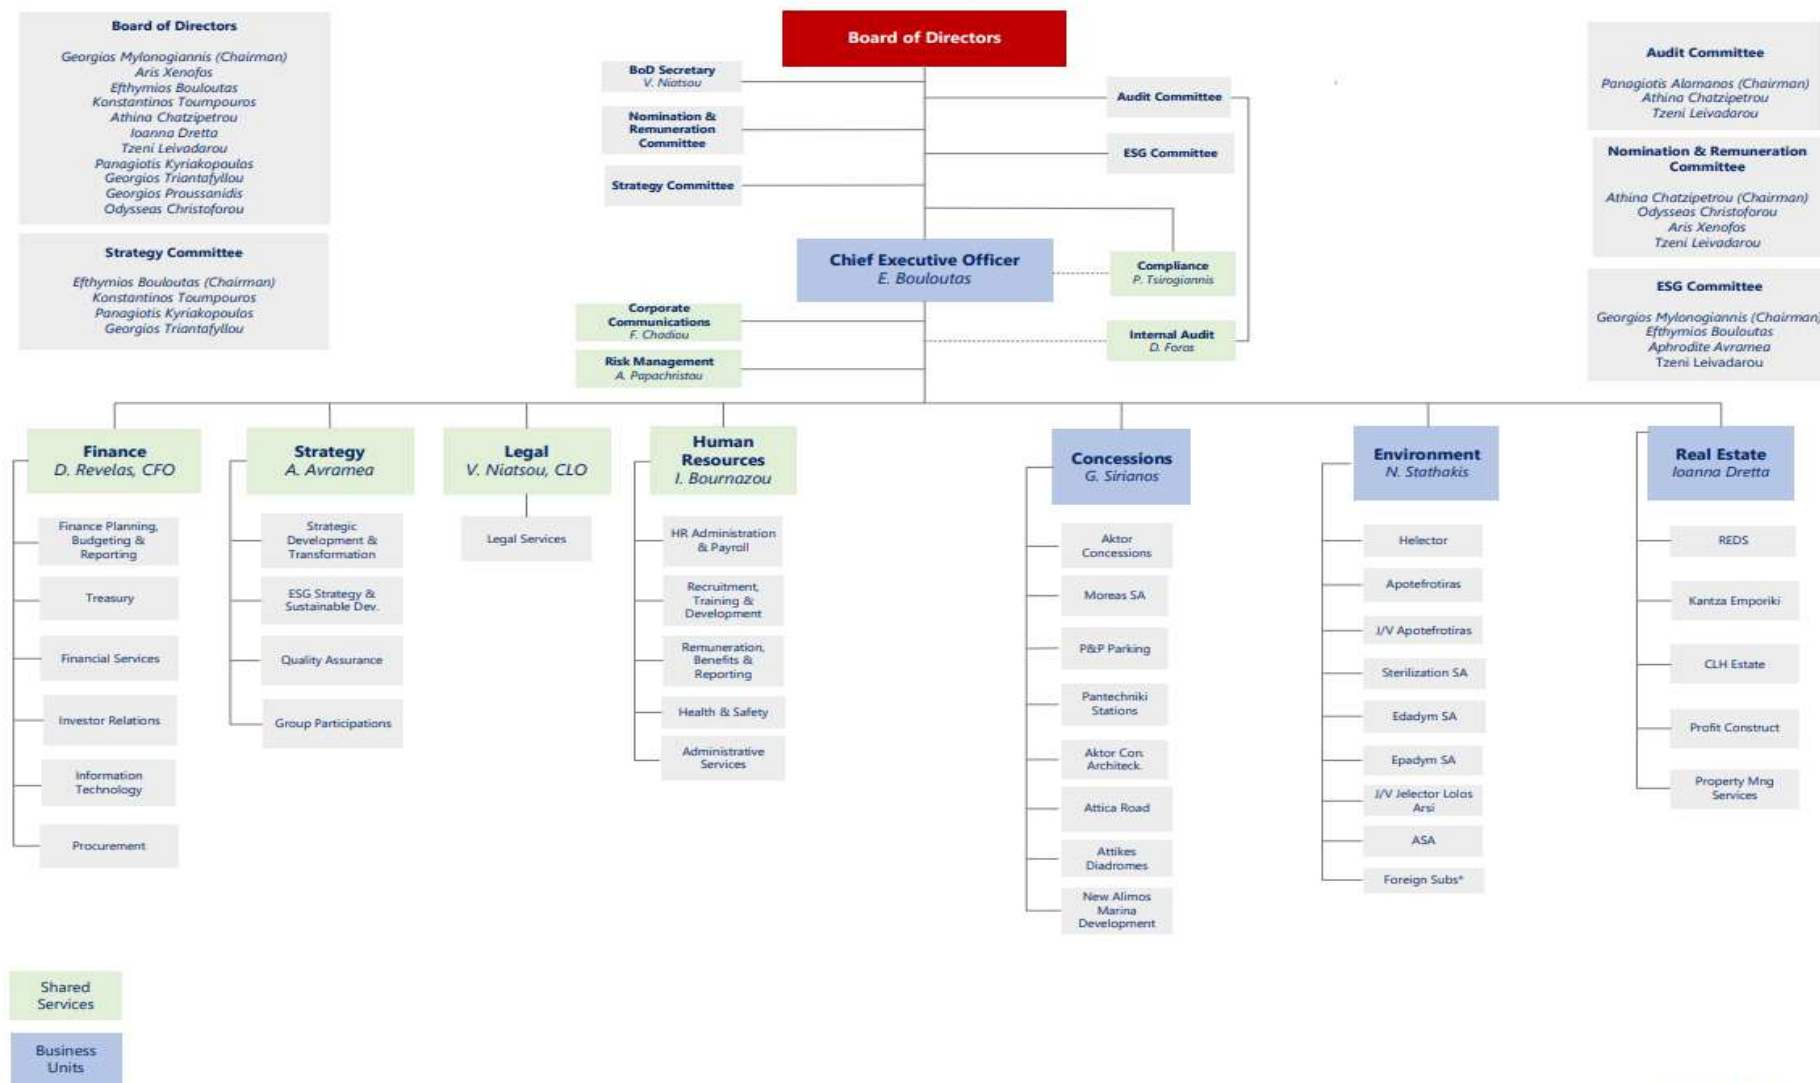 Board of Directors
Georgios Mylonogiannis (Chairman)
Aris Xenofos
Efthymios Bouloutas
Konstantinos Toumpouros
Athina Chatzipetrou
Ioanna Dretta
Tzeni Leivadarou
Panagiotis Kyriakopoulos
Georgios Triantafyllou
Georgios Proussanidis
Odysseas Christoforou
Strategy Committee
Efthymios Bouloutas (Chairman)
Konstantinos Toumpouros
Panagiotis Kyriakopoulos
Georgios Triantafyllou
Board of Directors
BoD Secretary
V. Niatsou
Nomination &
Remuneration
Committee
Strategy Committee
Audit Committee
ESG Committee
Chief Executive Officer
E. Bouloutas
Compliance
P. Tsirogiannis
Corporate
Communications
F. Chadiou
Internal Audit
D. Foras
Risk Management
A. Papachristou
Audit Committee
Panagiotis Alamanos (Chairman)
Athina Chatzipetrou
Tzeni Leivadarou
Nomination & Remuneration
Committee
Athina Chatzipetrou (Chairman)
Odysseas Christoforou
Aris Xenofos
Tzeni Leivadarou
ESG Committee
Georgios Mylonogiannis (Chairman)
Efthymios Bouloutas
Aphrodite Avramea
Tzeni Leivadarou
Finance
D. Revelas, CFO
Finance Planning,
Budgeting &
Reporting
Treasury
Financial Services
Investor Relations
Information
Technology
Procurement
Strategy
A. Avramea
Strategic
Development &
Transformation
ESG Strategy &
Sustainable Dev.
Quality Assurance
Group Participations
Legal
V. Niatsou, CLO
Legal Services
Human
Resources
I. Bournazou
HR Administration
& Payroll
Recruitment,
Training &
Development
Remuneration,
Benefits &
Reporting
Health & Safety
Administrative
Services
Concessions
G. Sirianos
Aktor
Concessions
Moreas SA
P&P Parking
Pantechniki
Stations
Aktor Con.
Architeck.
Attica Road
Attikes
Diadromes
New Alimos
Marina
Development
Environment
N. Stathakis
Helector
Apotefrotiras
J/V Apotefrotiras
Sterilization SA
Edadym SA
Epadym SA
J/V Jelector Lolos
Arsi
ASA
Foreign Subs*
Real Estate
Ioanna Dretta
REDS
Kantza Emporiki
CLH Estate
Profit Construct
Property Mng
Services
Shared
Services
Business
Units